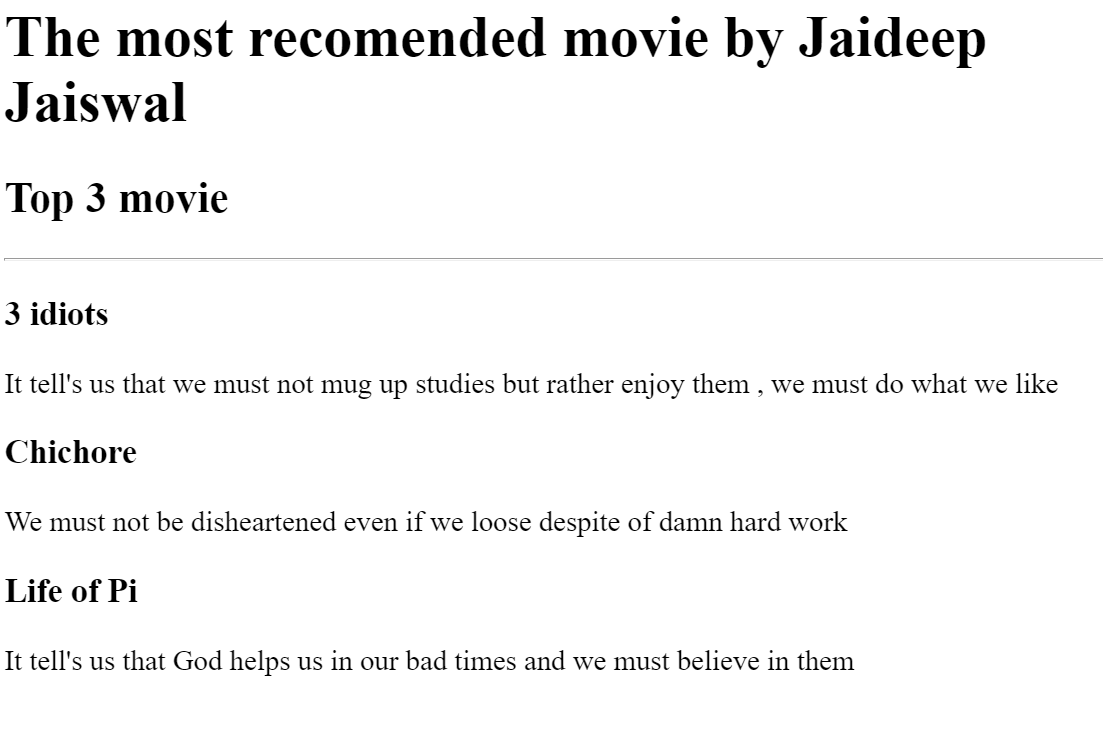 The most recomended movie by Jaideep
Jaiswal
Top 3 movie
3 idiots
It tell's us that we must not mug up studies but rather enjoy them , we must do what we like
Chichore
We must not be disheartened even if we loose despite of damn hard work
Life of Pi
It tell's us that God helps us in our bad times and we must believe in them